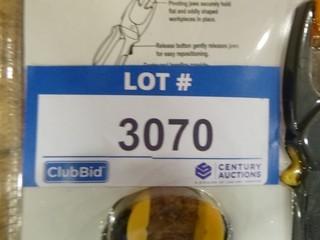 Pivoting jaws securely hold
flat and oddly shaped
workpieces in place.
Release button gently releases jaws
for easy repositioning.
LOT #
3070
ClubBid
CENTURY
AUCTIONS